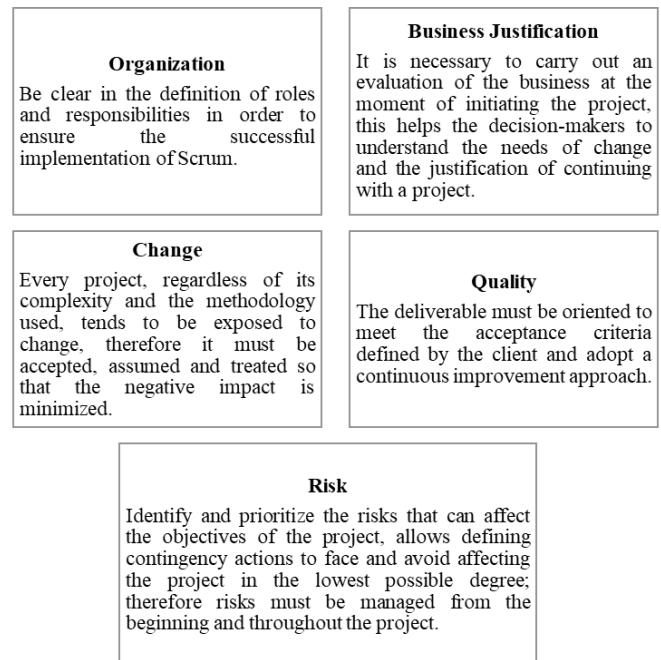 Organization
Be clear in the definition of roles
and responsibilities in order to
ensure the successful
implementation of Scrum.
Business Justification
It is necessary to carry out an
evaluation of the business at the
moment of initiating the project,
this helps the decision-makers to
understand the needs of change
and the justification of continuing
with a project.
Change
Every project, regardless of its
complexity and the methodology
used, tends to be exposed to
change, therefore it must be
accepted, assumed and treated so
that the negative impact is
minimized.
Quality
The deliverable must be oriented to
meet the acceptance criteria
defined by the client and adopt a
continuous improvement approach.
Risk
Identify and prioritize the risks that can affect
the objectives of the project, allows defining
contingency actions to face and avoid affecting
the project in the lowest possible degree;
therefore risks must be managed from the
beginning and throughout the project.